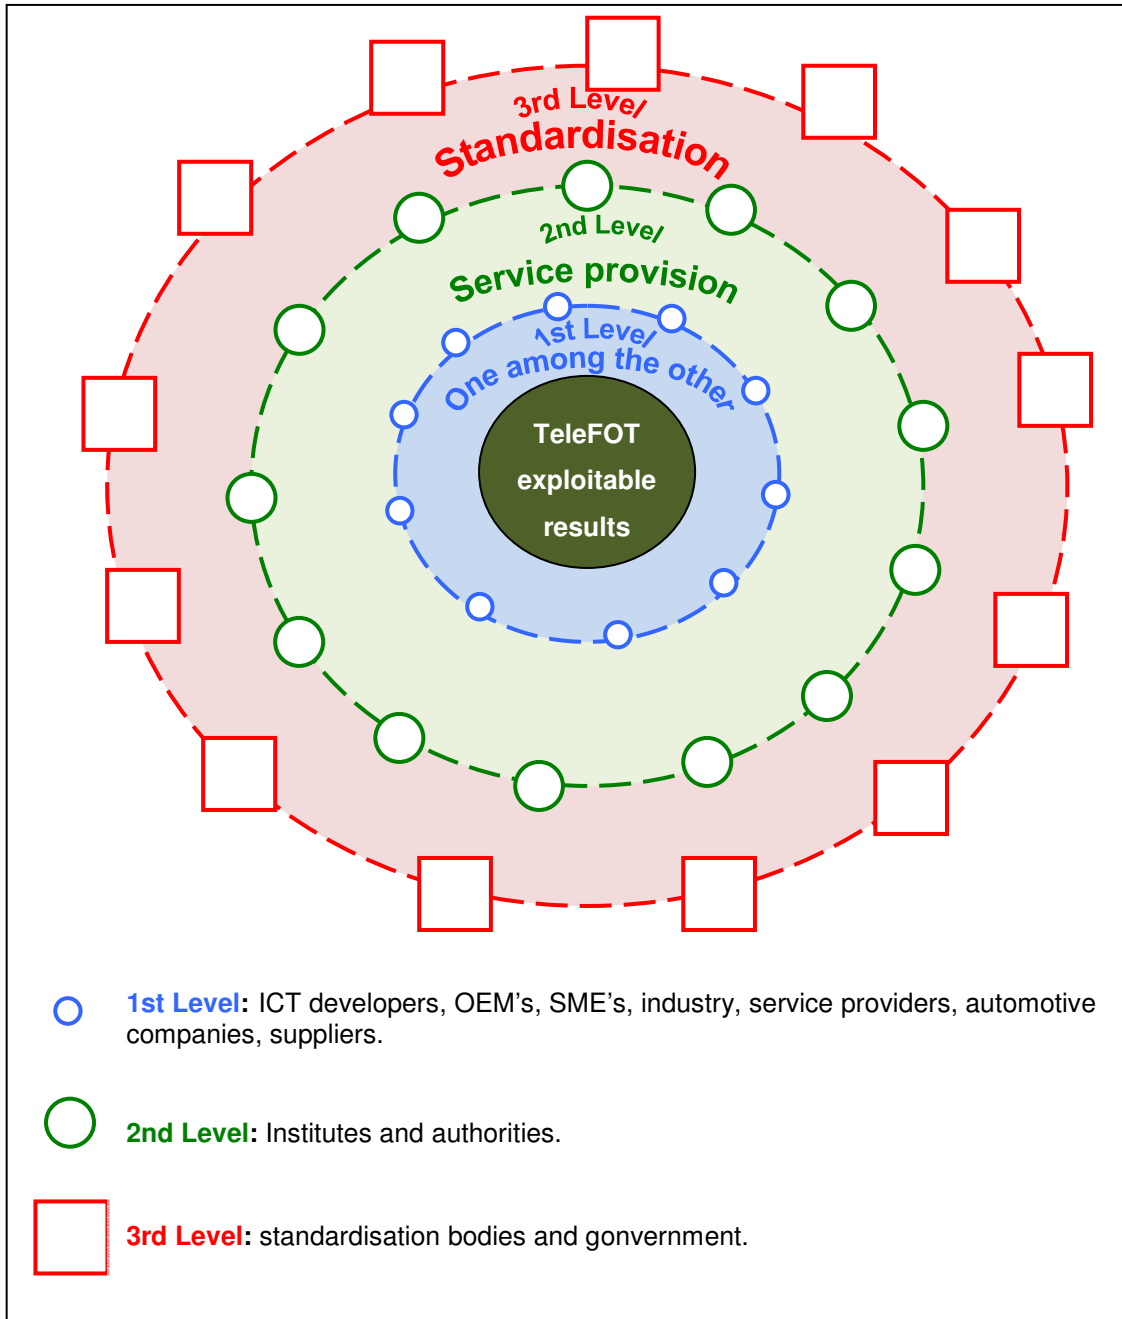 3rd Level
Standardisation
2nd Level
Service provision
1st Level
One among the other
TeleFOT
exploitable
results
1st Level: ICT developers, OEM's, SME's, industry, service providers, automotive
companies, suppliers.
2nd Level: Institutes and authorities.
3rd Level: standardisation bodies and gonvernment.